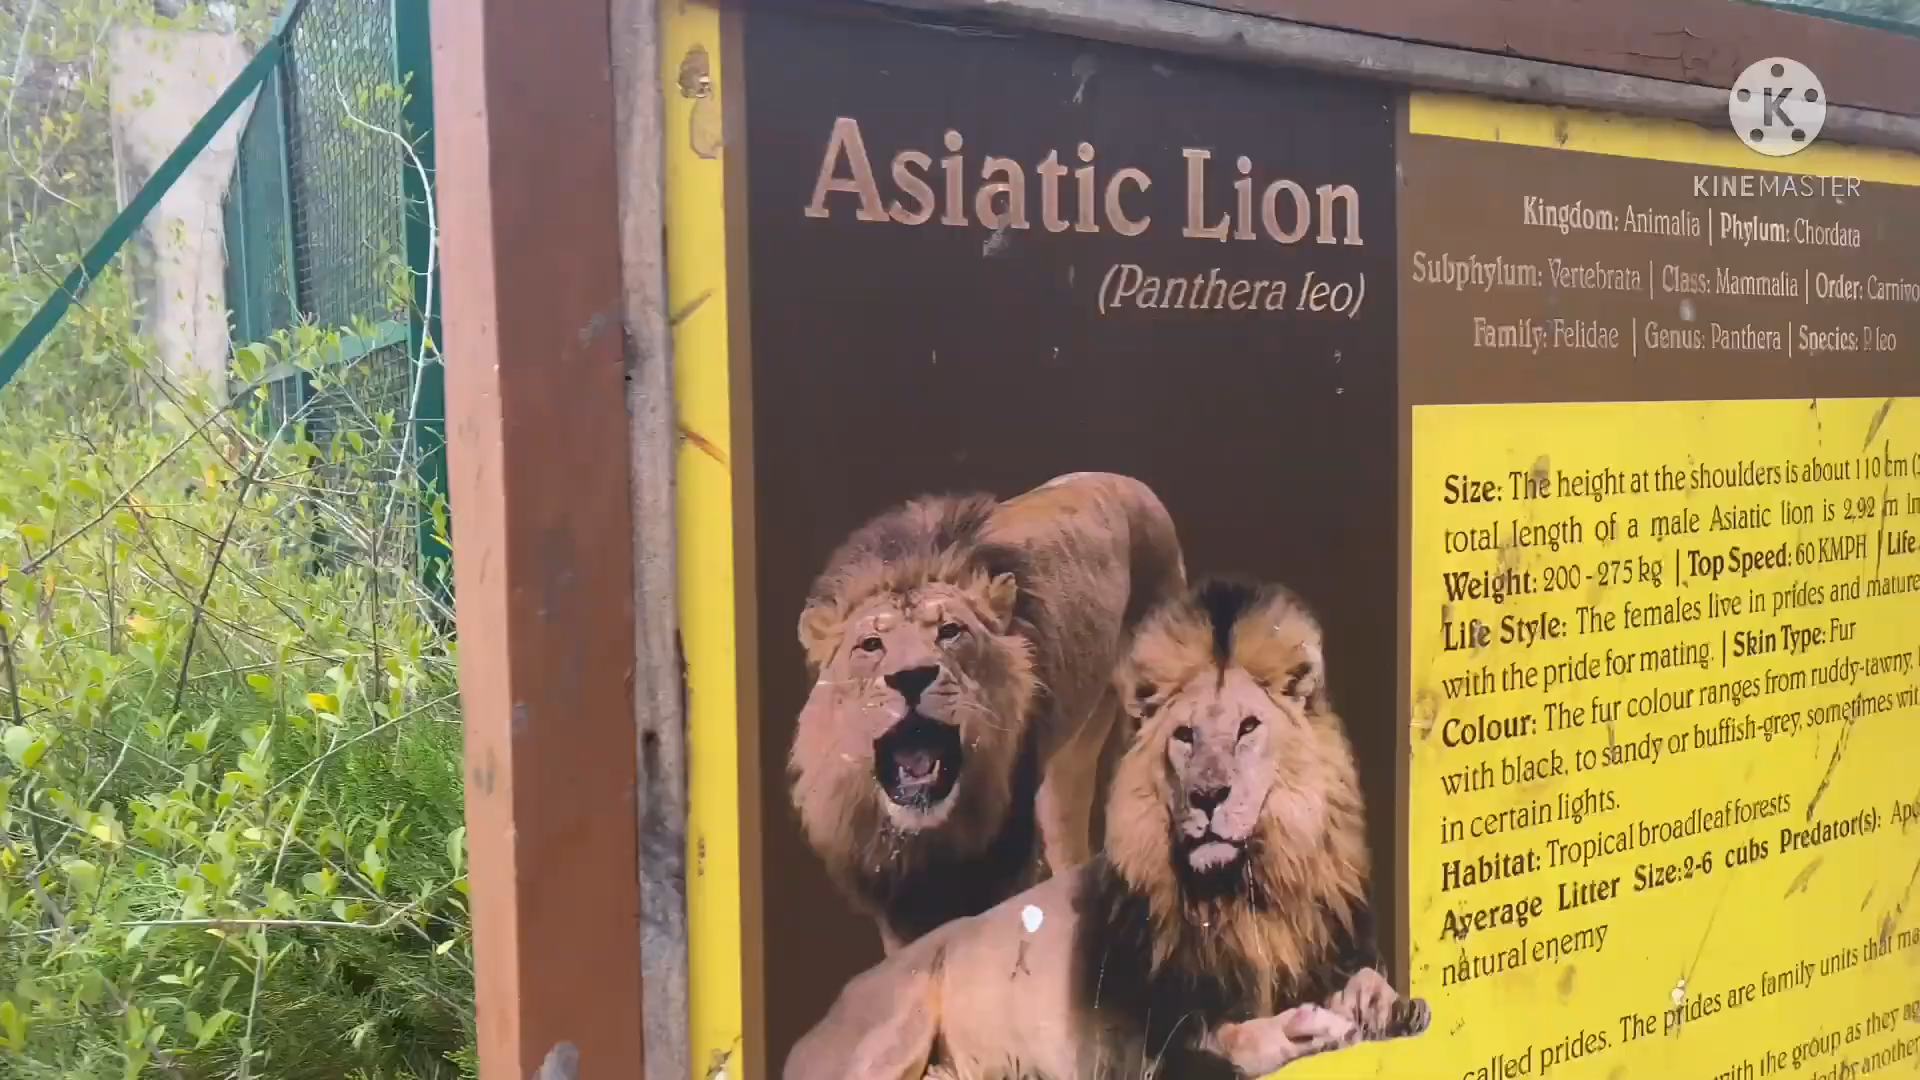 Asiatic Lion
(Panthera leo)
KINEMASTER
Kingdom: Animalia | Phylum: Chordata
Subphylum: Vertebrata | Class: Mammalia | Order: Carnivo
Family: Felidae | Genus: Panthera | Species: P. leo
Size: The height at the shoulders is about 110 cm (
total length of a male Asiatic lion is 2.92 m In
Weight: 200 - 275 kg | Top Speed: 60 KMPH | Life
Life Style: The females live in prides and mature
with the pride for mating. | Skin Type: Fur
Colour: The fur colour ranges from ruddy-tawny,
with black, to sandy or buffish-grey, sometimes wit
in certain lights.
Habitat: Tropical broadleaf forests
Average Litter Size:2-6 cubs Predator(s): Ape
natural enemy
called prides. The prides are family units that ma
with the group as they ag
by another